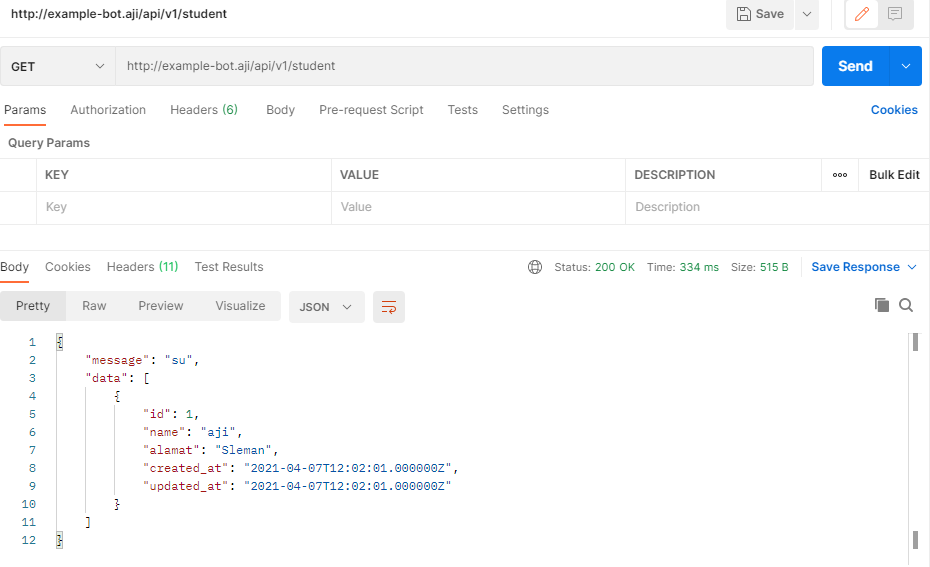 http://example-bot.aji/api/v1/student Save
GET http://example-bot.aji/api/v1/student Send
Params Authorization Headers (6) Body Pre-request Script Tests Settings Cookies
Query Params
KEY VALUE DESCRIPTION ooo Bulk Edit
Key Value Description
Body Cookies Headers (11) Test Results Status: 200 OK Time: 334 ms Size: 515 B Save Response
Pretty Raw Preview Visualize JSON
1 {
2 "message": "su",
3 "data": [
4 {
5 "id": 1,
6 "name": "aji",
7 "alamat": "Sleman",
8 "created_at": "2021-04-07T12:02:01.000000Z",
9 "updated_at": "2021-04-07T12:02:01.000000Z"
10 }
11 ]
12 }